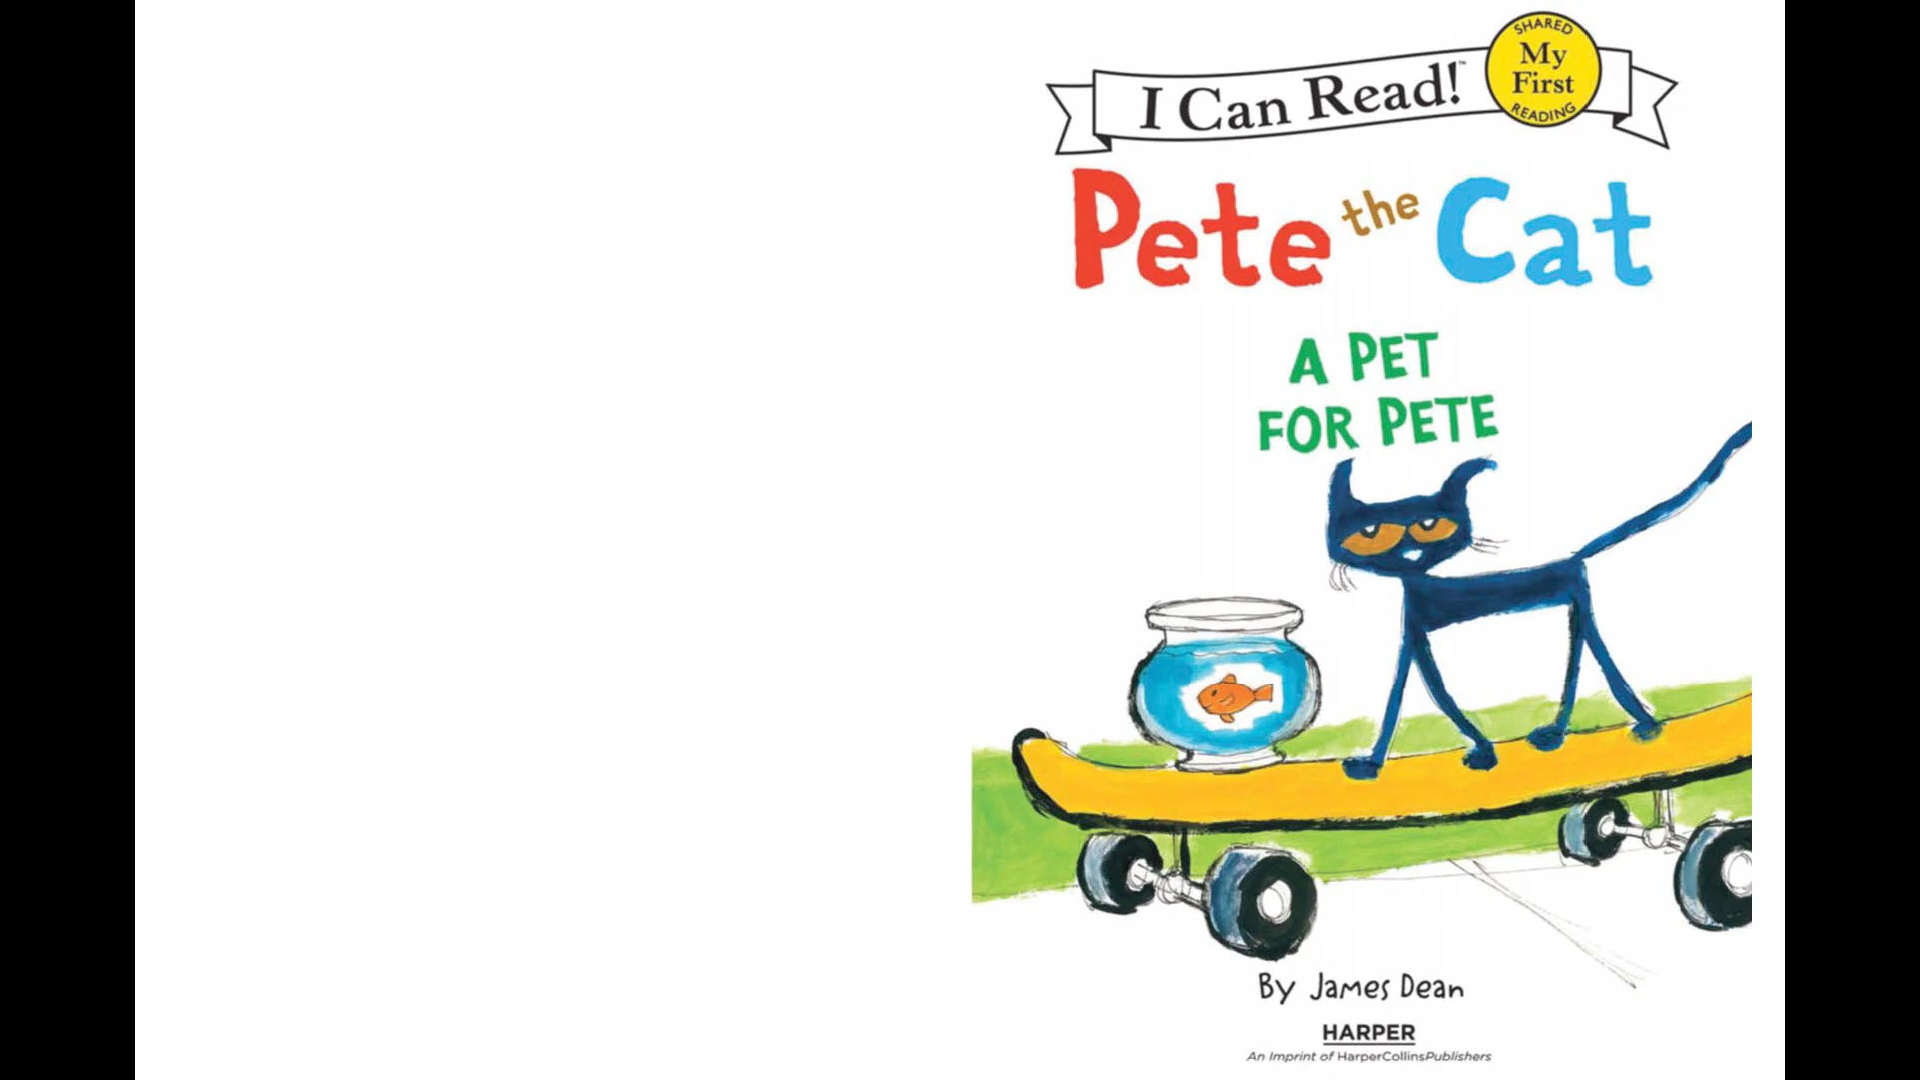 SHARED
My
First
READING
I Can Read!™
Pete the Cat
A PET
FOR PETE
By James Dean
HARPER
An Imprint of HarperCollinsPublishers